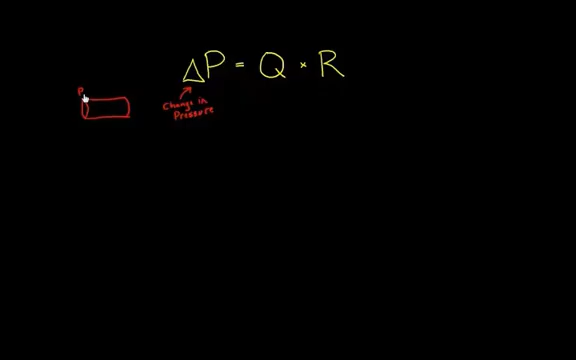 ΔP = Q × R
P
Change in
Pressure